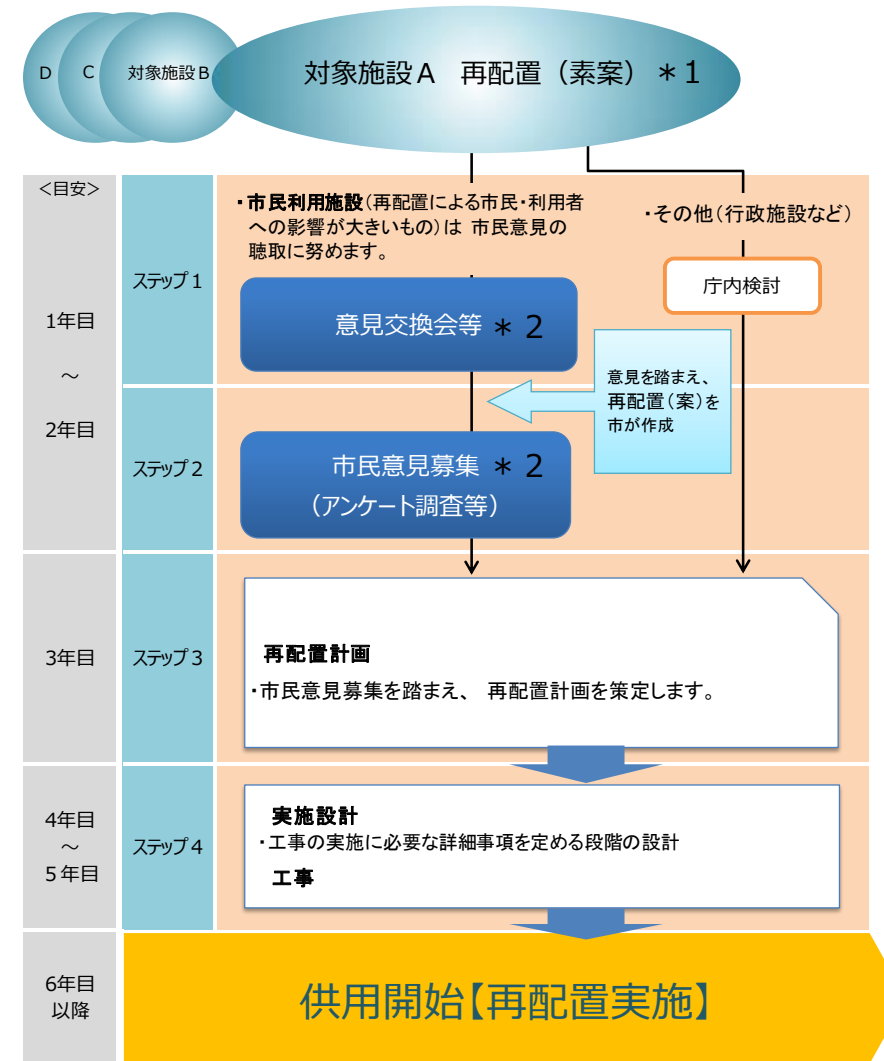 D
C
対象施設B
対象施設A 再配置（素案）＊1
<目安>
1年目
～
2年目
ステップ1
・市民利用施設(再配置による市民・利用者
への影響が大きいもの)は 市民意見の
聴取に努めます。
・その他(行政施設など)
庁内検討
意見交換会等 ＊2
意見を踏まえ、
再配置(案)を
市が作成
ステップ2
市民意見募集 ＊2
（アンケート調査等）
3年目
ステップ3
再配置計画
・市民意見募集を踏まえ、 再配置計画を策定します。
4年目
～
5年目
ステップ4
実施設計
・工事の実施に必要な詳細事項を定める段階の設計
工事
6年目
以降
供用開始【再配置実施】